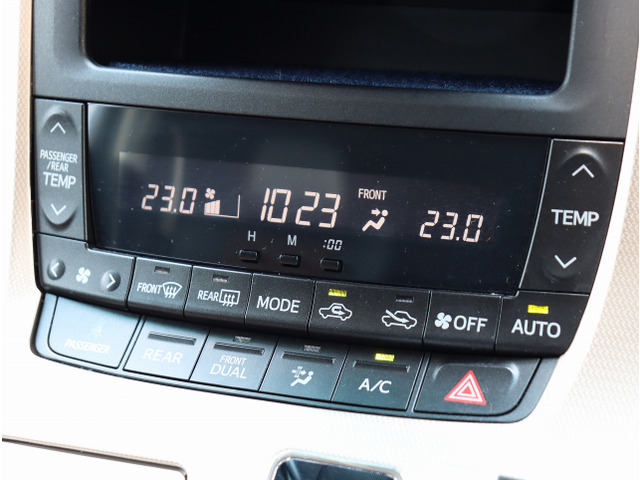 PASSENGER
/REAR
TEMP
23.0
10 23
FRONT
23.0
TEMP
H M :00
FRONT REAR MODE OFF AUTO
PASSENGER REAR FRONT
DUAL A/C